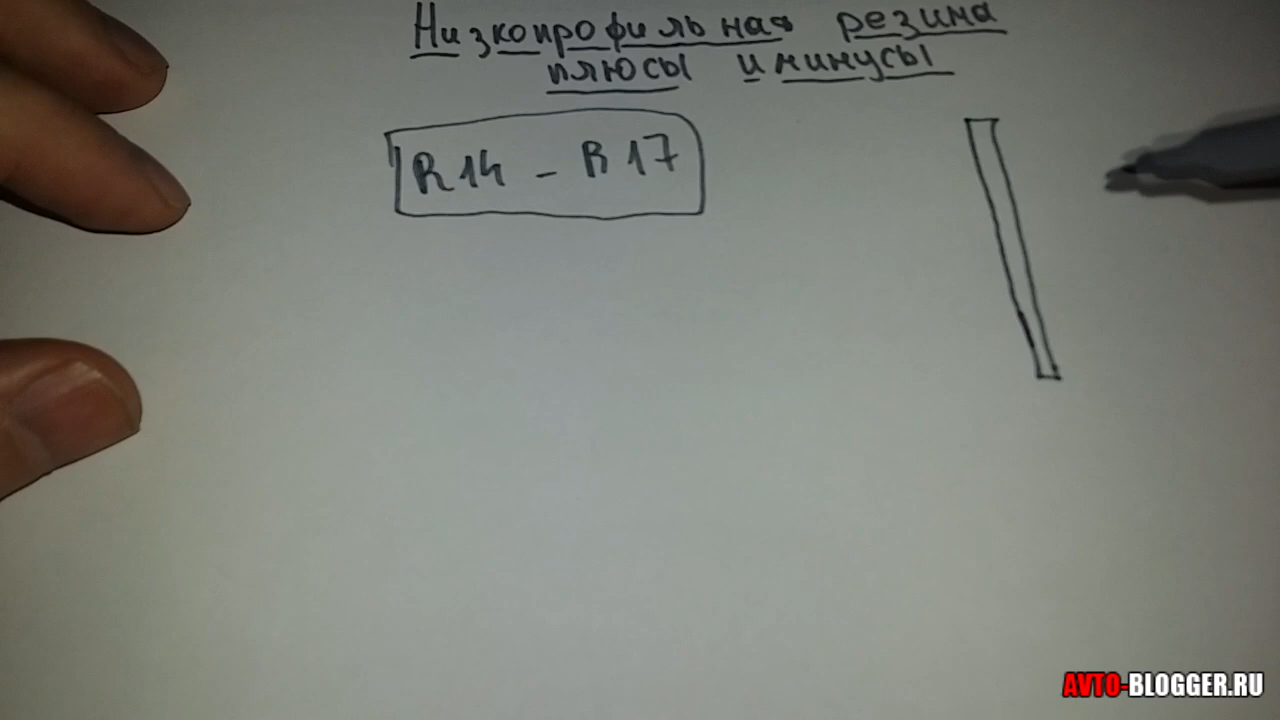 Низкопрофильная резина
плюсы и минусы
R14 - R17
AVTO-BLOGGER.RU